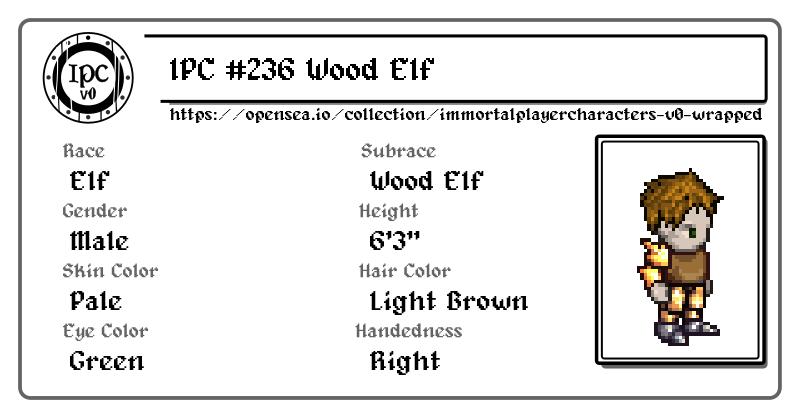 IPC v0
IPC #236 Wood Elf
https://opensea.io/collection/immortalplayercharacters-v0-wrapped
Race
Elf
Subrace
Wood Elf
Gender
Male
Height
6'3"
Skin Color
Pale
Hair Color
Light Brown
Eye Color
Green
Handedness
Right